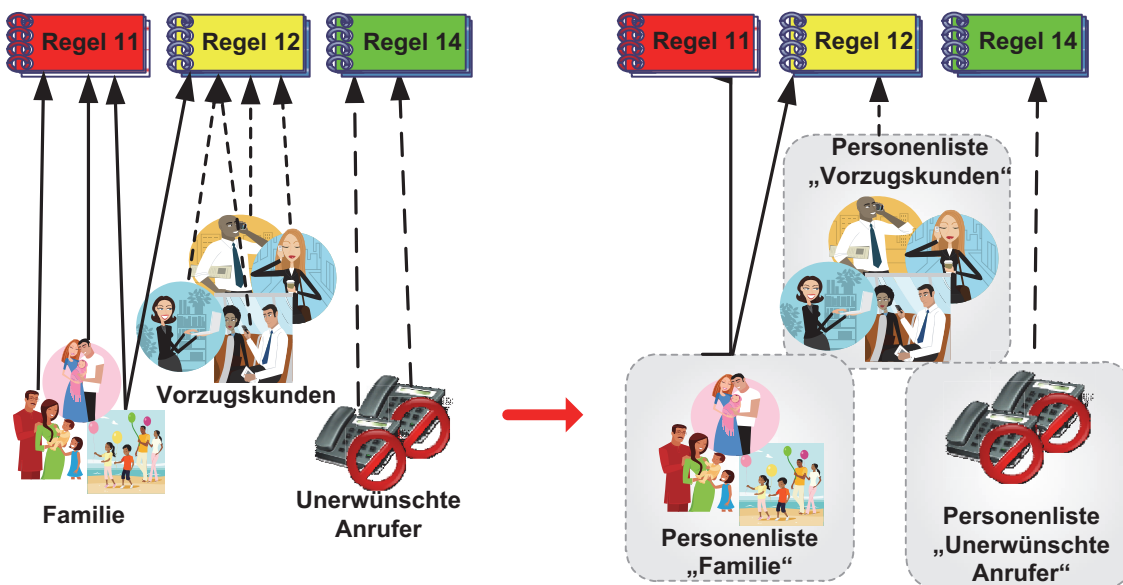 Regel 11
Regel 12
Regel 14
Familie
Vorzugskunden
Unerwünschte
Anrufer
Regel 11
Regel 12
Regel 14
Personenliste
„Vorzugskunden“
Personenliste
„Familie“
Personenliste
„Unerwünschte
Anrufer“